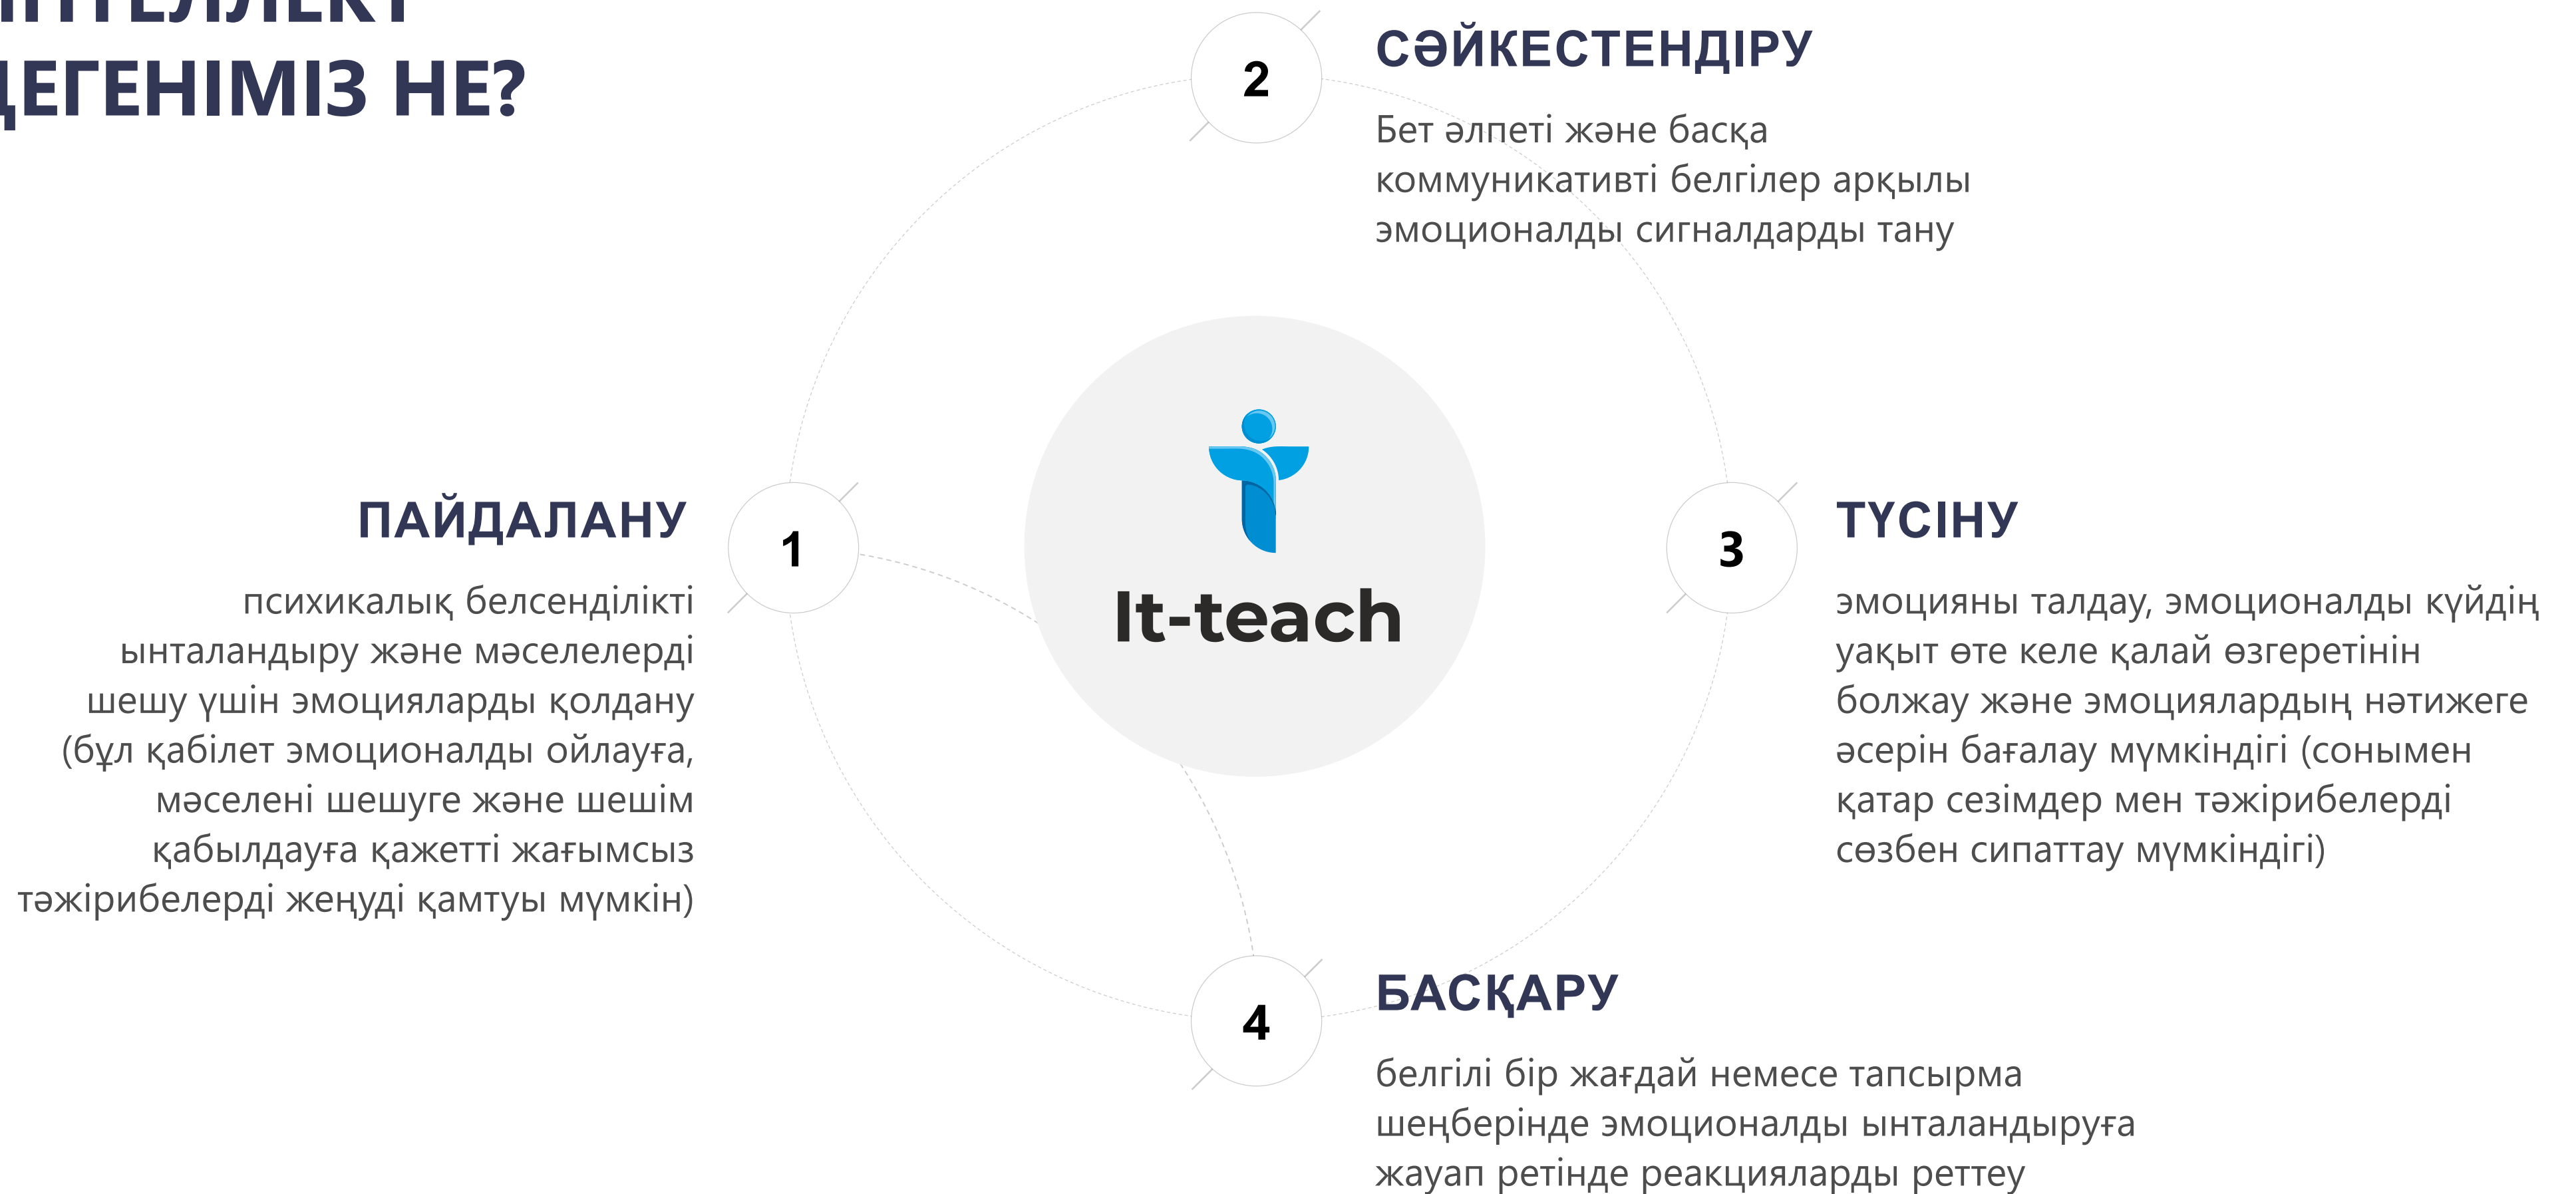 ДЕГЕНІМІЗ НЕ?
2
СӘЙКЕСТЕНДІРУ
Бет әлпеті және басқа
коммуникативті белгілер арқылы
эмоционалды сигналдарды тану
1
ПАЙДАЛАНУ
психикалық белсенділікті
ынталандыру және мәселелерді
шешу үшін эмоцияларды қолдану
(бұл қабілет эмоционалды ойлауға,
мәселені шешуге және шешім
қабылдауға қажетті жағымсыз
тәжірибелерді жеңуді қамтуы мүмкін)
It-teach
3
ТҮСІНУ
эмоцияны талдау, эмоционалды күйдің
уақыт өте келе қалай өзгеретінін
болжау және эмоциялардың нәтижеге
әсерін бағалау мүмкіндігі (сонымен
қатар сезімдер мен тәжірибелерді
сөзбен сипаттау мүмкіндігі)
4
БАСҚАРУ
белгілі бір жағдай немесе тапсырма
шеңберінде эмоционалды ынталандыруға
жауап ретінде реакцияларды реттеу